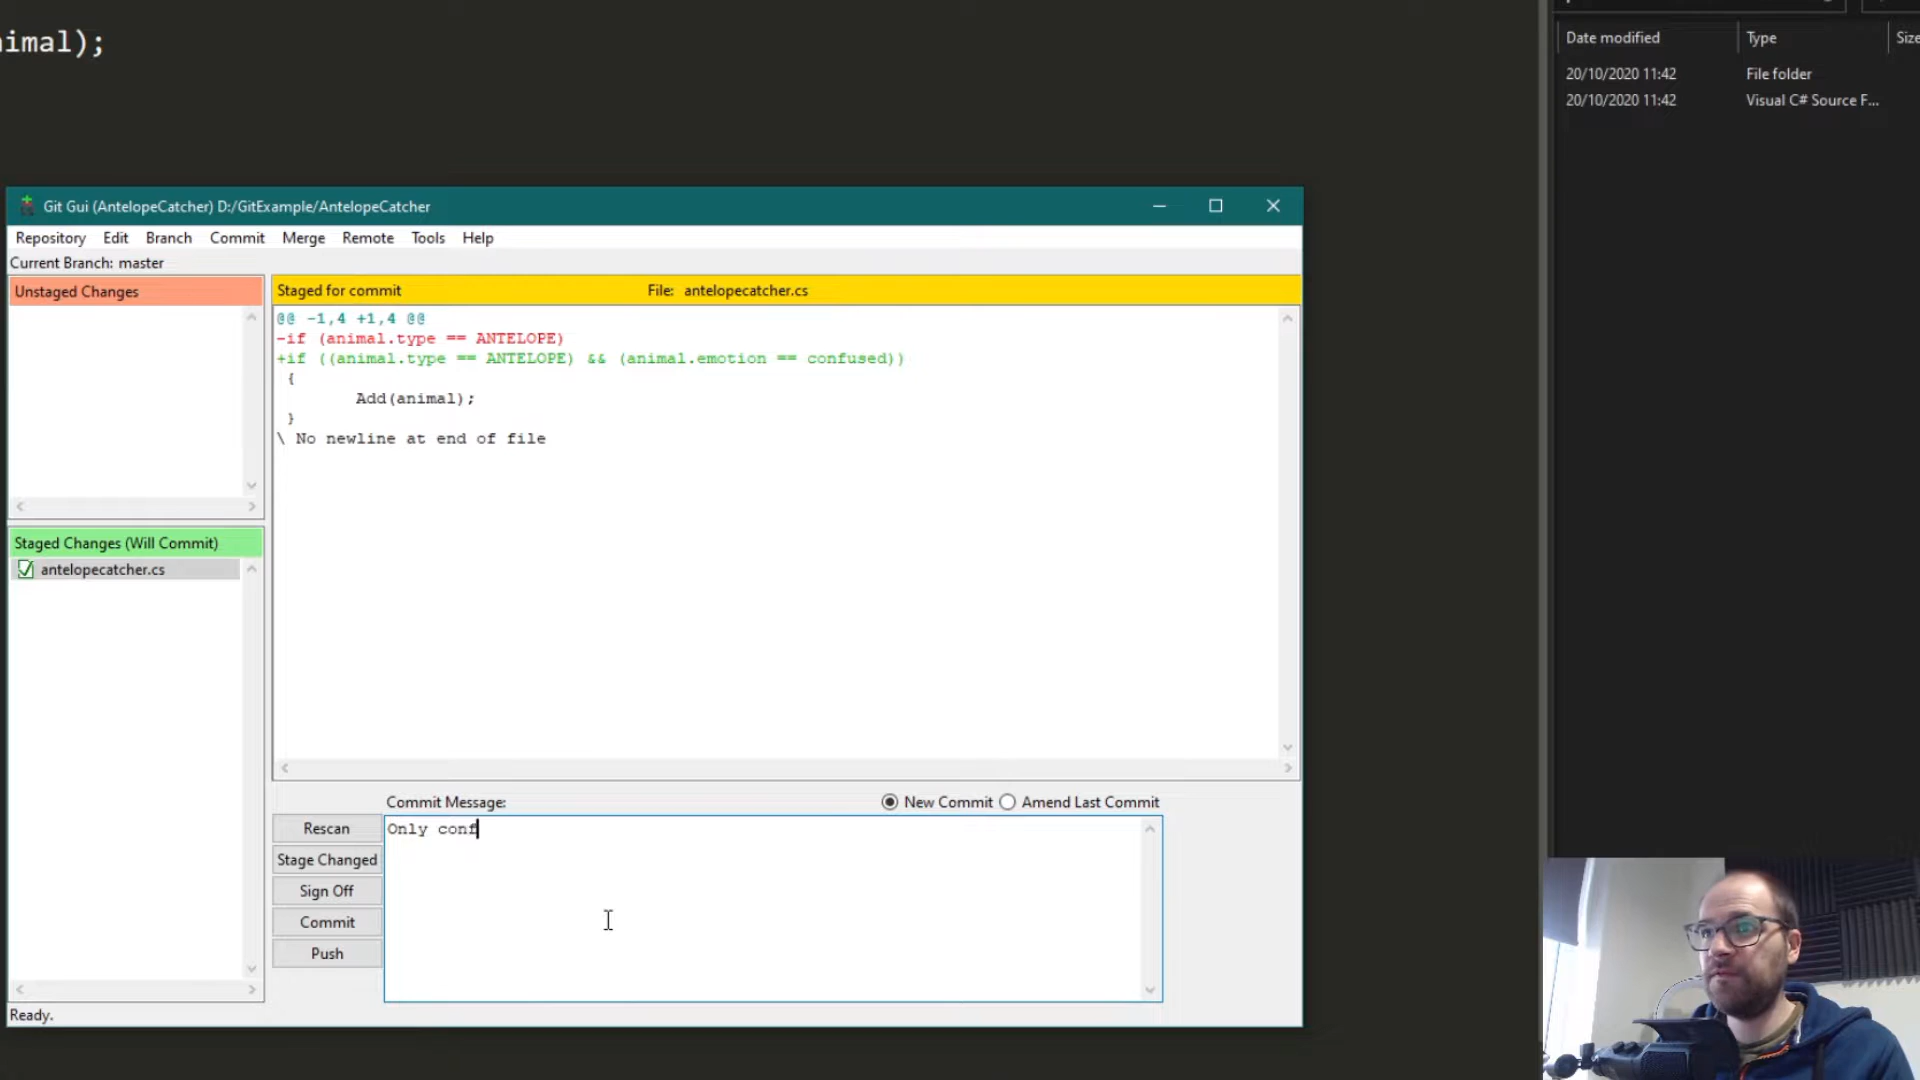 nimal);
Date modified Type Size
20/10/2020 11:42 File folder
20/10/2020 11:42 Visual C# Source F...
Git Gui (AntelopeCatcher) D:/GitExample/AntelopeCatcher
Repository Edit Branch Commit Merge Remote Tools Help
Current Branch: master
Unstaged Changes
Staged for commit File: antelopecatcher.cs
@@ -1,4 +1,4 @@
-if (animal.type == ANTELOPE)
+if ((animal.type == ANTELOPE) && (animal.emotion == confused))
{
Add(animal);
}
\ No newline at end of file
Staged Changes (Will Commit)
antelopecatcher.cs
Commit Message: New Commit Amend Last Commit
Rescan
Only conf
Stage Changed
Sign Off
Commit
Push
Ready.